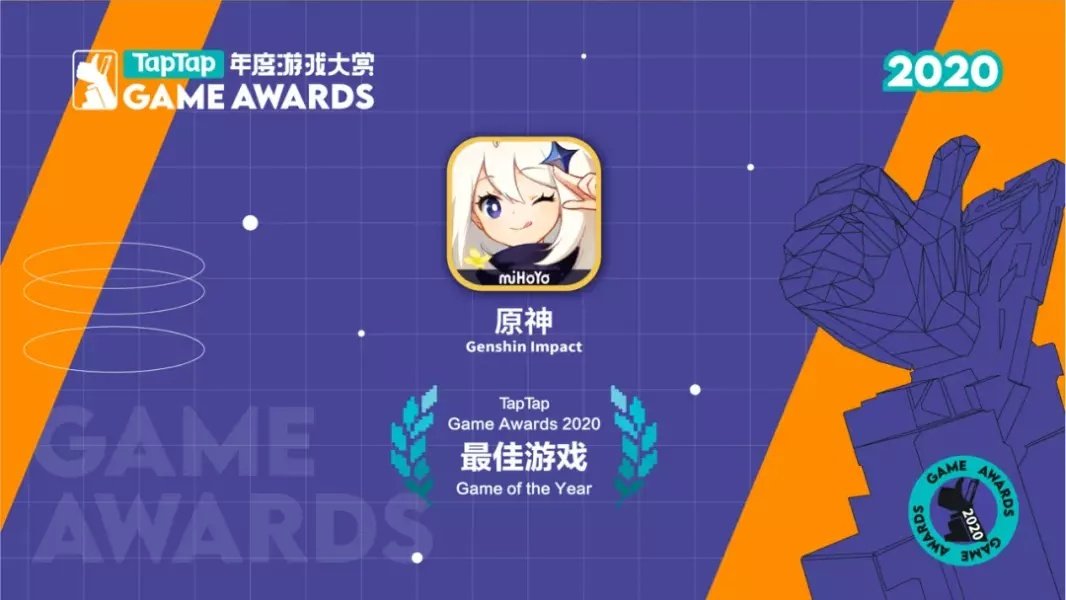 TapTap 年度游戏大赏
GAME AWARDS
2020
miHoYo
原神
Genshin Impact
TapTap
Game Awards 2020
最佳游戏
Game of the Year
GAME
AWARDS
GAME AWARDS
2020
GAME AWARDS